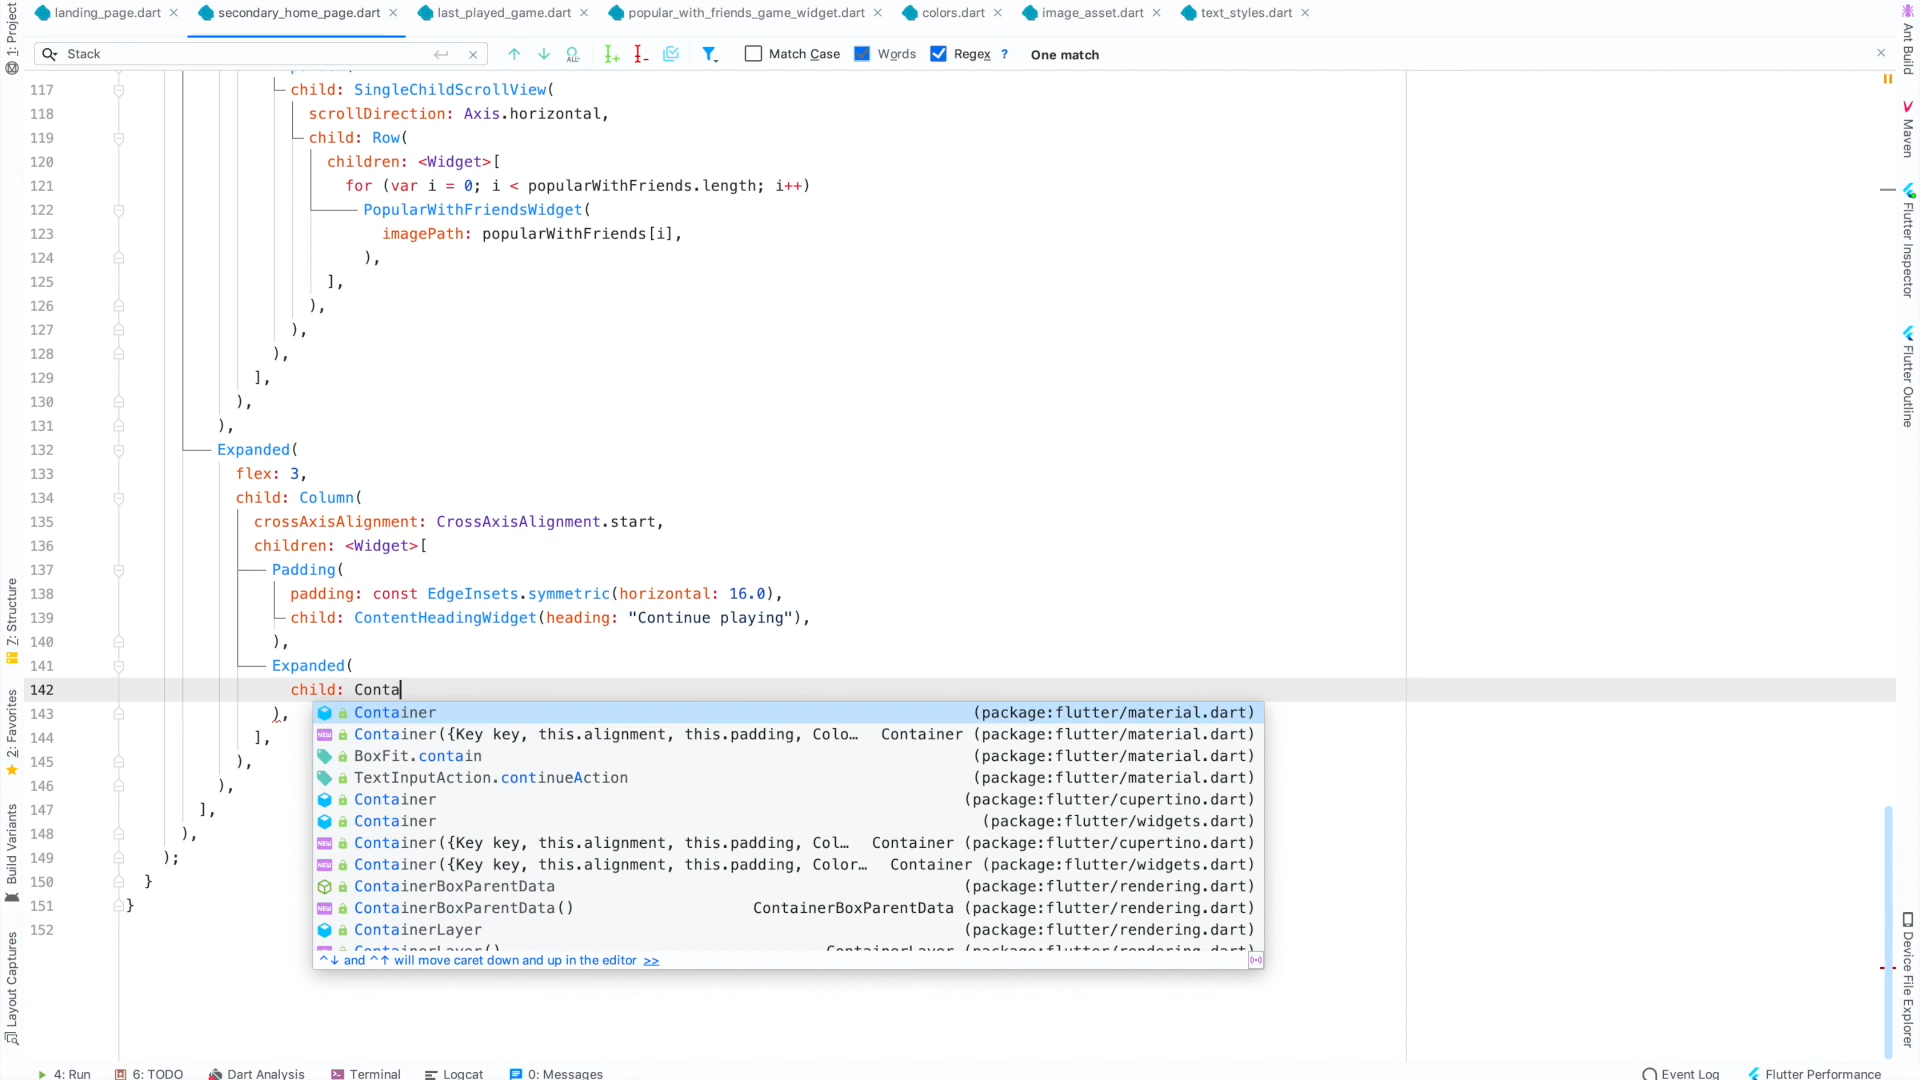 landing_page.dart secondary_home_page.dart last_played_game.dart popular_with_friends_game_widget.dart colors.dart image_asset.dart text_styles.dart
Stack Match Case Words Regex ? One match
117 child: SingleChildScrollView(
118 scrollDirection: Axis.horizontal,
119 child: Row(
120 children: <Widget>[
121 for (var i = 0; i < popularWithFriends.length; i++)
122 PopularWithFriendsWidget(
123 imagePath: popularWithFriends[i],
124 ),
125 ],
126 ),
127 ),
128 ),
129 ],
130 ),
131 ),
132 Expanded(
133 flex: 3,
134 child: Column(
135 crossAxisAlignment: CrossAxisAlignment.start,
136 children: <Widget>[
137 Padding(
138 padding: const EdgeInsets.symmetric(horizontal: 16.0),
139 child: ContentHeadingWidget(heading: "Continue playing"),
140 ),
141 Expanded(
142 child: Conta
143 ),
144 ],
145 ),
146 ),
147 ],
148 ),
149 );
150 }
151 }
152
Container (package:flutter/material.dart)
Container({Key key, this.alignment, this.padding, Colo… Container (package:flutter/material.dart)
BoxFit.contain (package:flutter/material.dart)
TextInputAction.continueAction (package:flutter/material.dart)
Container (package:flutter/cupertino.dart)
Container (package:flutter/widgets.dart)
Container({Key key, this.alignment, this.padding, Col… Container (package:flutter/cupertino.dart)
Container({Key key, this.alignment, this.padding, Color… Container (package:flutter/widgets.dart)
ContainerBoxParentData (package:flutter/rendering.dart)
ContainerBoxParentData() ContainerBoxParentData (package:flutter/rendering.dart)
ContainerLayer (package:flutter/rendering.dart)
ContainerLayer() ContainerLayer (package:flutter/rendering.dart)
^↓ and ^↑ will move caret down and up in the editor >>
1: Project
Z: Structure
2: Favorites
Build Variants
Layout Captures
Ant Build
Maven
Flutter Inspector
Flutter Outline
Device File Explorer
4: Run 6: TODO Dart Analysis Terminal Logcat 0: Messages Event Log Flutter Performance